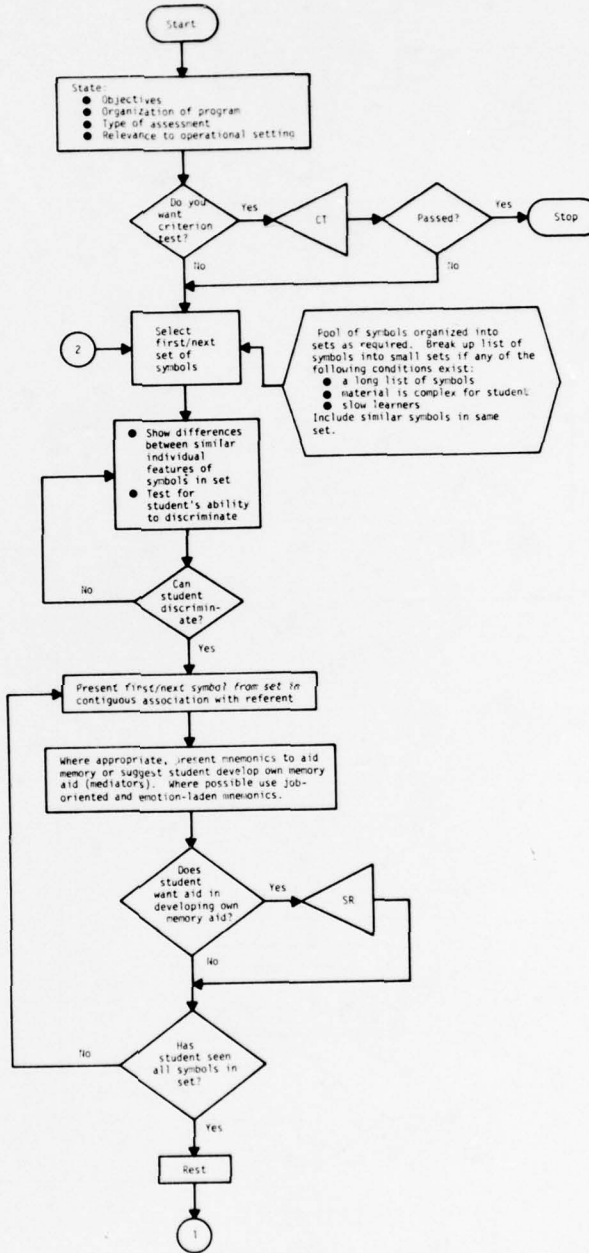 Start
State:
● Objectives
● Organization of program
● Type of assessment
● Relevance to operational setting
Do you
want
criterion
test?
Yes
CT
Passed?
Yes
Stop
No
No
2
Select
first/next
set of
symbols
Pool of symbols organized into
sets as required. Break up list of
symbols into small sets if any of the
following conditions exist:
● a long list of symbols
● material is complex for student
● slow learners
Include similar symbols in same
set.
● Show differences
between similar
individual
features of
symbols in set
● Test for
student's ability
to discriminate
No
Can
student
discrimin-
ate?
Yes
Present first/next symbol from set in
contiguous association with referent
Where appropriate, present mnemonics to aid
memory or suggest student develop own memory
aid (mediators). Where possible use job-
oriented and emotion-laden mnemonics.
Does
student
want aid in
developing own
memory aid?
Yes
SR
No
No
Has
student seen
all symbols in
set?
Yes
Rest
1